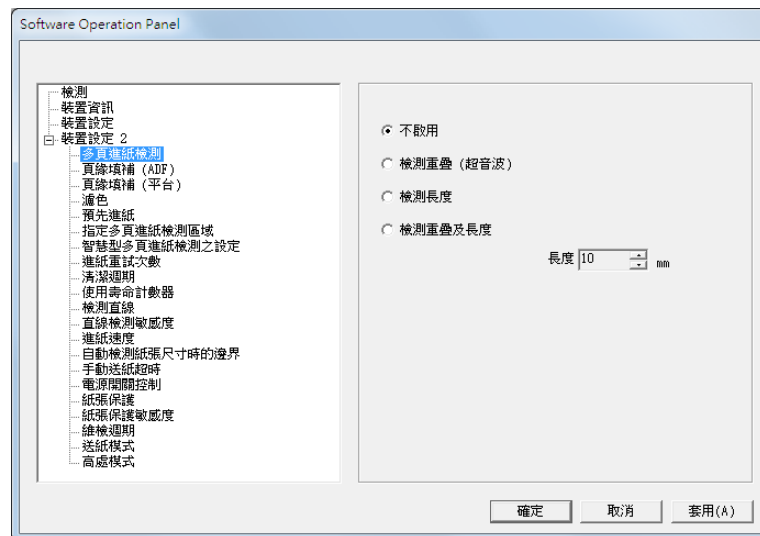 Software Operation Panel
檢測
裝置資訊
裝置設定
裝置設定 2
多頁進紙檢測
頁緣填補 (ADF)
頁緣填補 (平台)
濾色
預先進紙
指定多頁進紙檢測區域
智慧型多頁進紙檢測之設定
進紙重試次數
清潔週期
使用壽命計數器
檢測直線
直線檢測敏感度
進紙速度
自動檢測紙張尺寸時的邊界
手動送紙超時
電源開關控制
紙張保護
紙張保護敏感度
維檢週期
送紙模式
高處模式
不啟用
檢測重疊 (超音波)
檢測長度
檢測重疊及長度
長度 10 mm
確定 取消 套用(A)